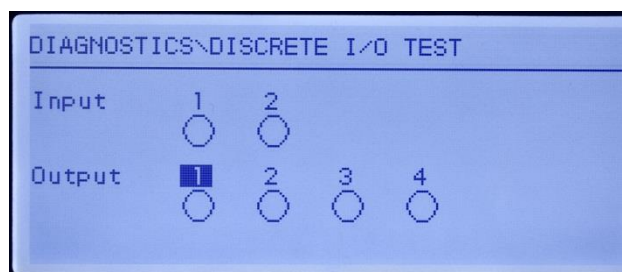 DIAGNOSTICS\DISCRETE I/O TEST
Input 1 2
Output 1 2 3 4